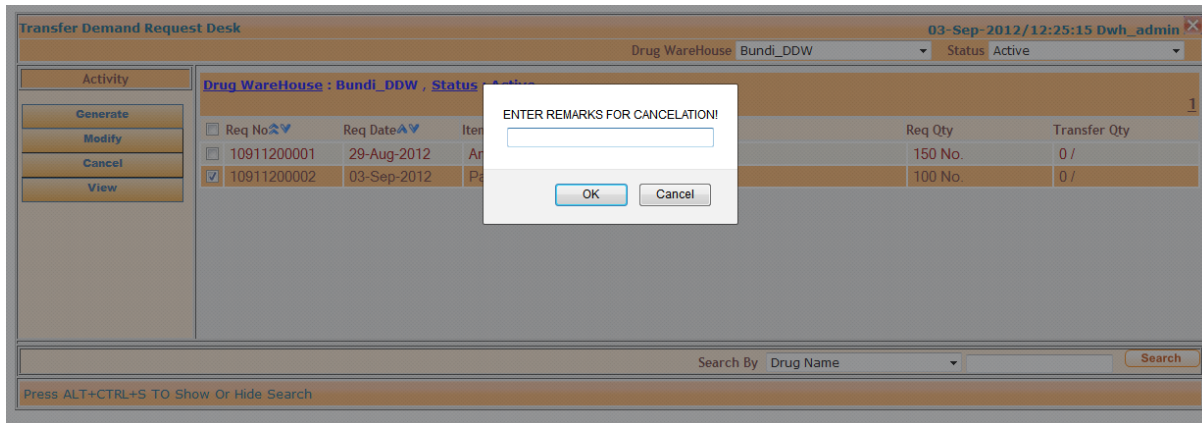 Transfer Demand Request Desk 03-Sep-2012/12:25:15 Dwh_admin
Drug WareHouse Bundi_DDW Status Active
Activity
Generate
Modify
Cancel
View
Drug WareHouse : Bundi_DDW , Status : Active
1
Req No Req Date Req Qty Transfer Qty
10911200001 29-Aug-2012 150 No. 0 /
10911200002 03-Sep-2012 100 No. 0 /
ENTER REMARKS FOR CANCELATION!
OK Cancel
Search By Drug Name Search
Press ALT+CTRL+S TO Show Or Hide Search